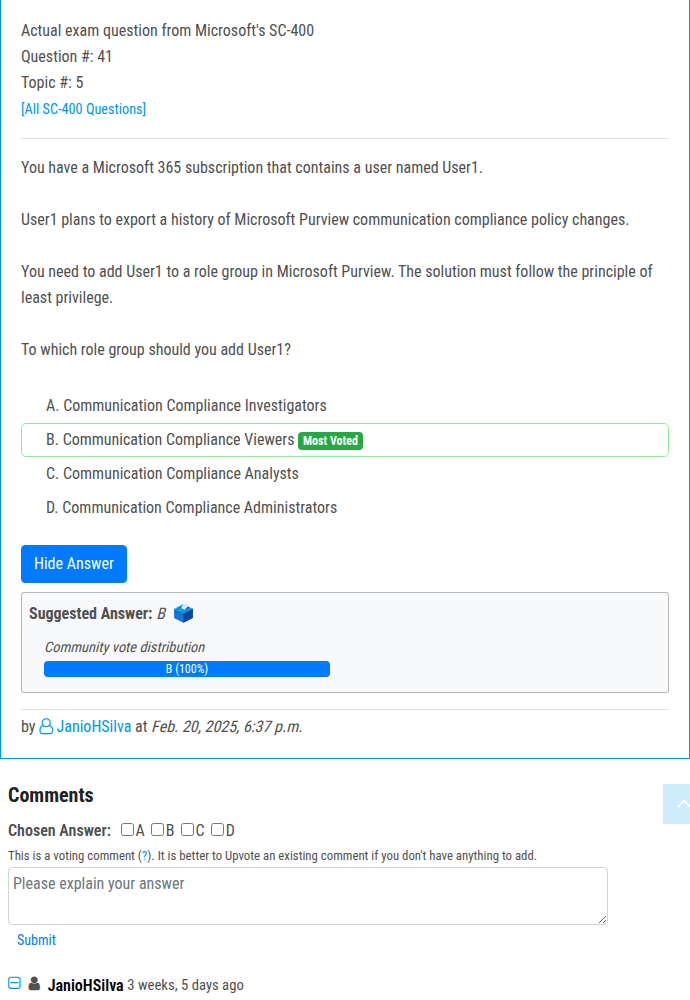 Actual exam question from Microsoft's SC-400
Question #: 41
Topic #: 5
[All SC-400 Questions]
You have a Microsoft 365 subscription that contains a user named User1.
User1 plans to export a history of Microsoft Purview communication compliance policy changes.
You need to add User1 to a role group in Microsoft Purview. The solution must follow the principle of
least privilege.
To which role group should you add User1?
A. Communication Compliance Investigators
B. Communication Compliance Viewers Most Voted
C. Communication Compliance Analysts
D. Communication Compliance Administrators
Hide Answer
Suggested Answer: B
Community vote distribution
B (100%)
by JanioHSilva at Feb. 20, 2025, 6:37 p.m.
Comments
Chosen Answer: A B C D
This is a voting comment (?). It is better to Upvote an existing comment if you don't have anything to add.
Please explain your answer
Submit
JanioHSilva 3 weeks, 5 days ago